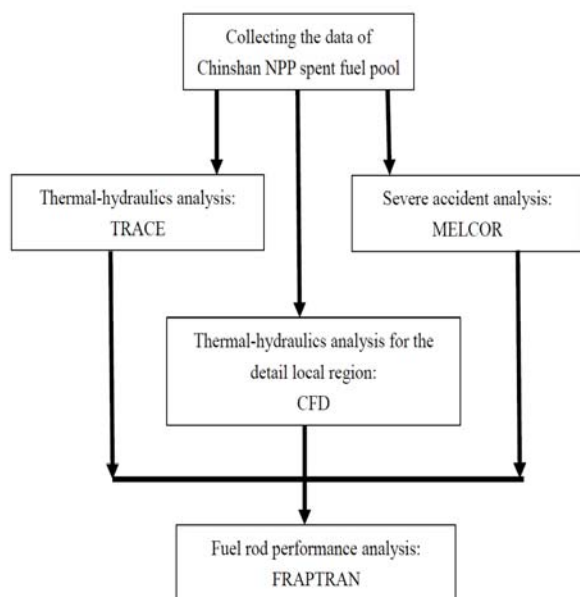 Collecting the data of
Chinshan NPP spent fuel pool
Thermal-hydraulics analysis:
TRACE
Severe accident analysis:
MELCOR
Thermal-hydraulics analysis for the
detail local region:
CFD
Fuel rod performance analysis:
FRAPTRAN